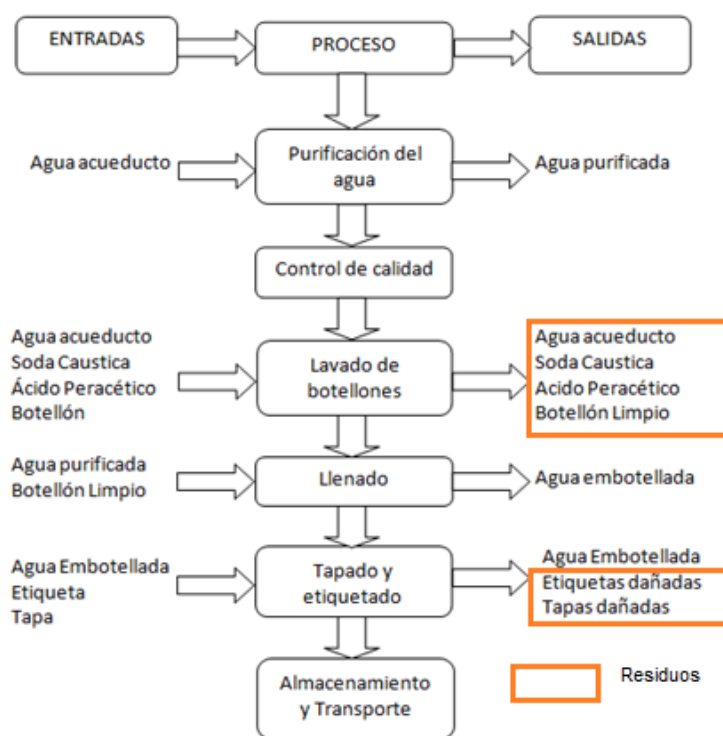 ENTRADAS
PROCESO
SALIDAS
Agua acueducto
Purificación del
agua
Agua purificada
Control de calidad
Agua acueducto
Soda Caustica
Ácido Peracético
Botellón
Lavado de
botellones
Agua acueducto
Soda Caustica
Acido Peracético
Botellón Limpio
Agua purificada
Botellón Limpio
Llenado
Agua embotellada
Agua Embotellada
Etiqueta
Tapa
Tapado y
etiquetado
Agua Embotellada
Etiquetas dañadas
Tapas dañadas
Almacenamiento
y Transporte
Residuos